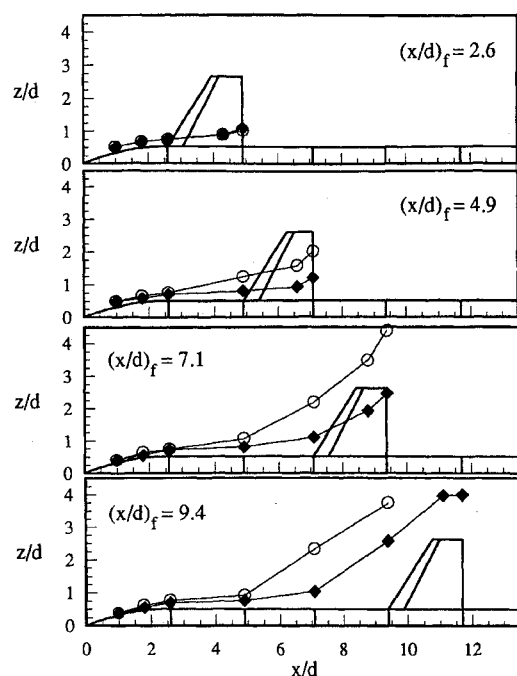 4
3
z/d
2
1
0
(x/d)f = 2.6
4
3
z/d
2
1
0
(x/d)f = 4.9
4
3
z/d
2
1
0
(x/d)f = 7.1
4
3
z/d
2
1
0
(x/d)f = 9.4
0 2 4 6 8 10 12
x/d